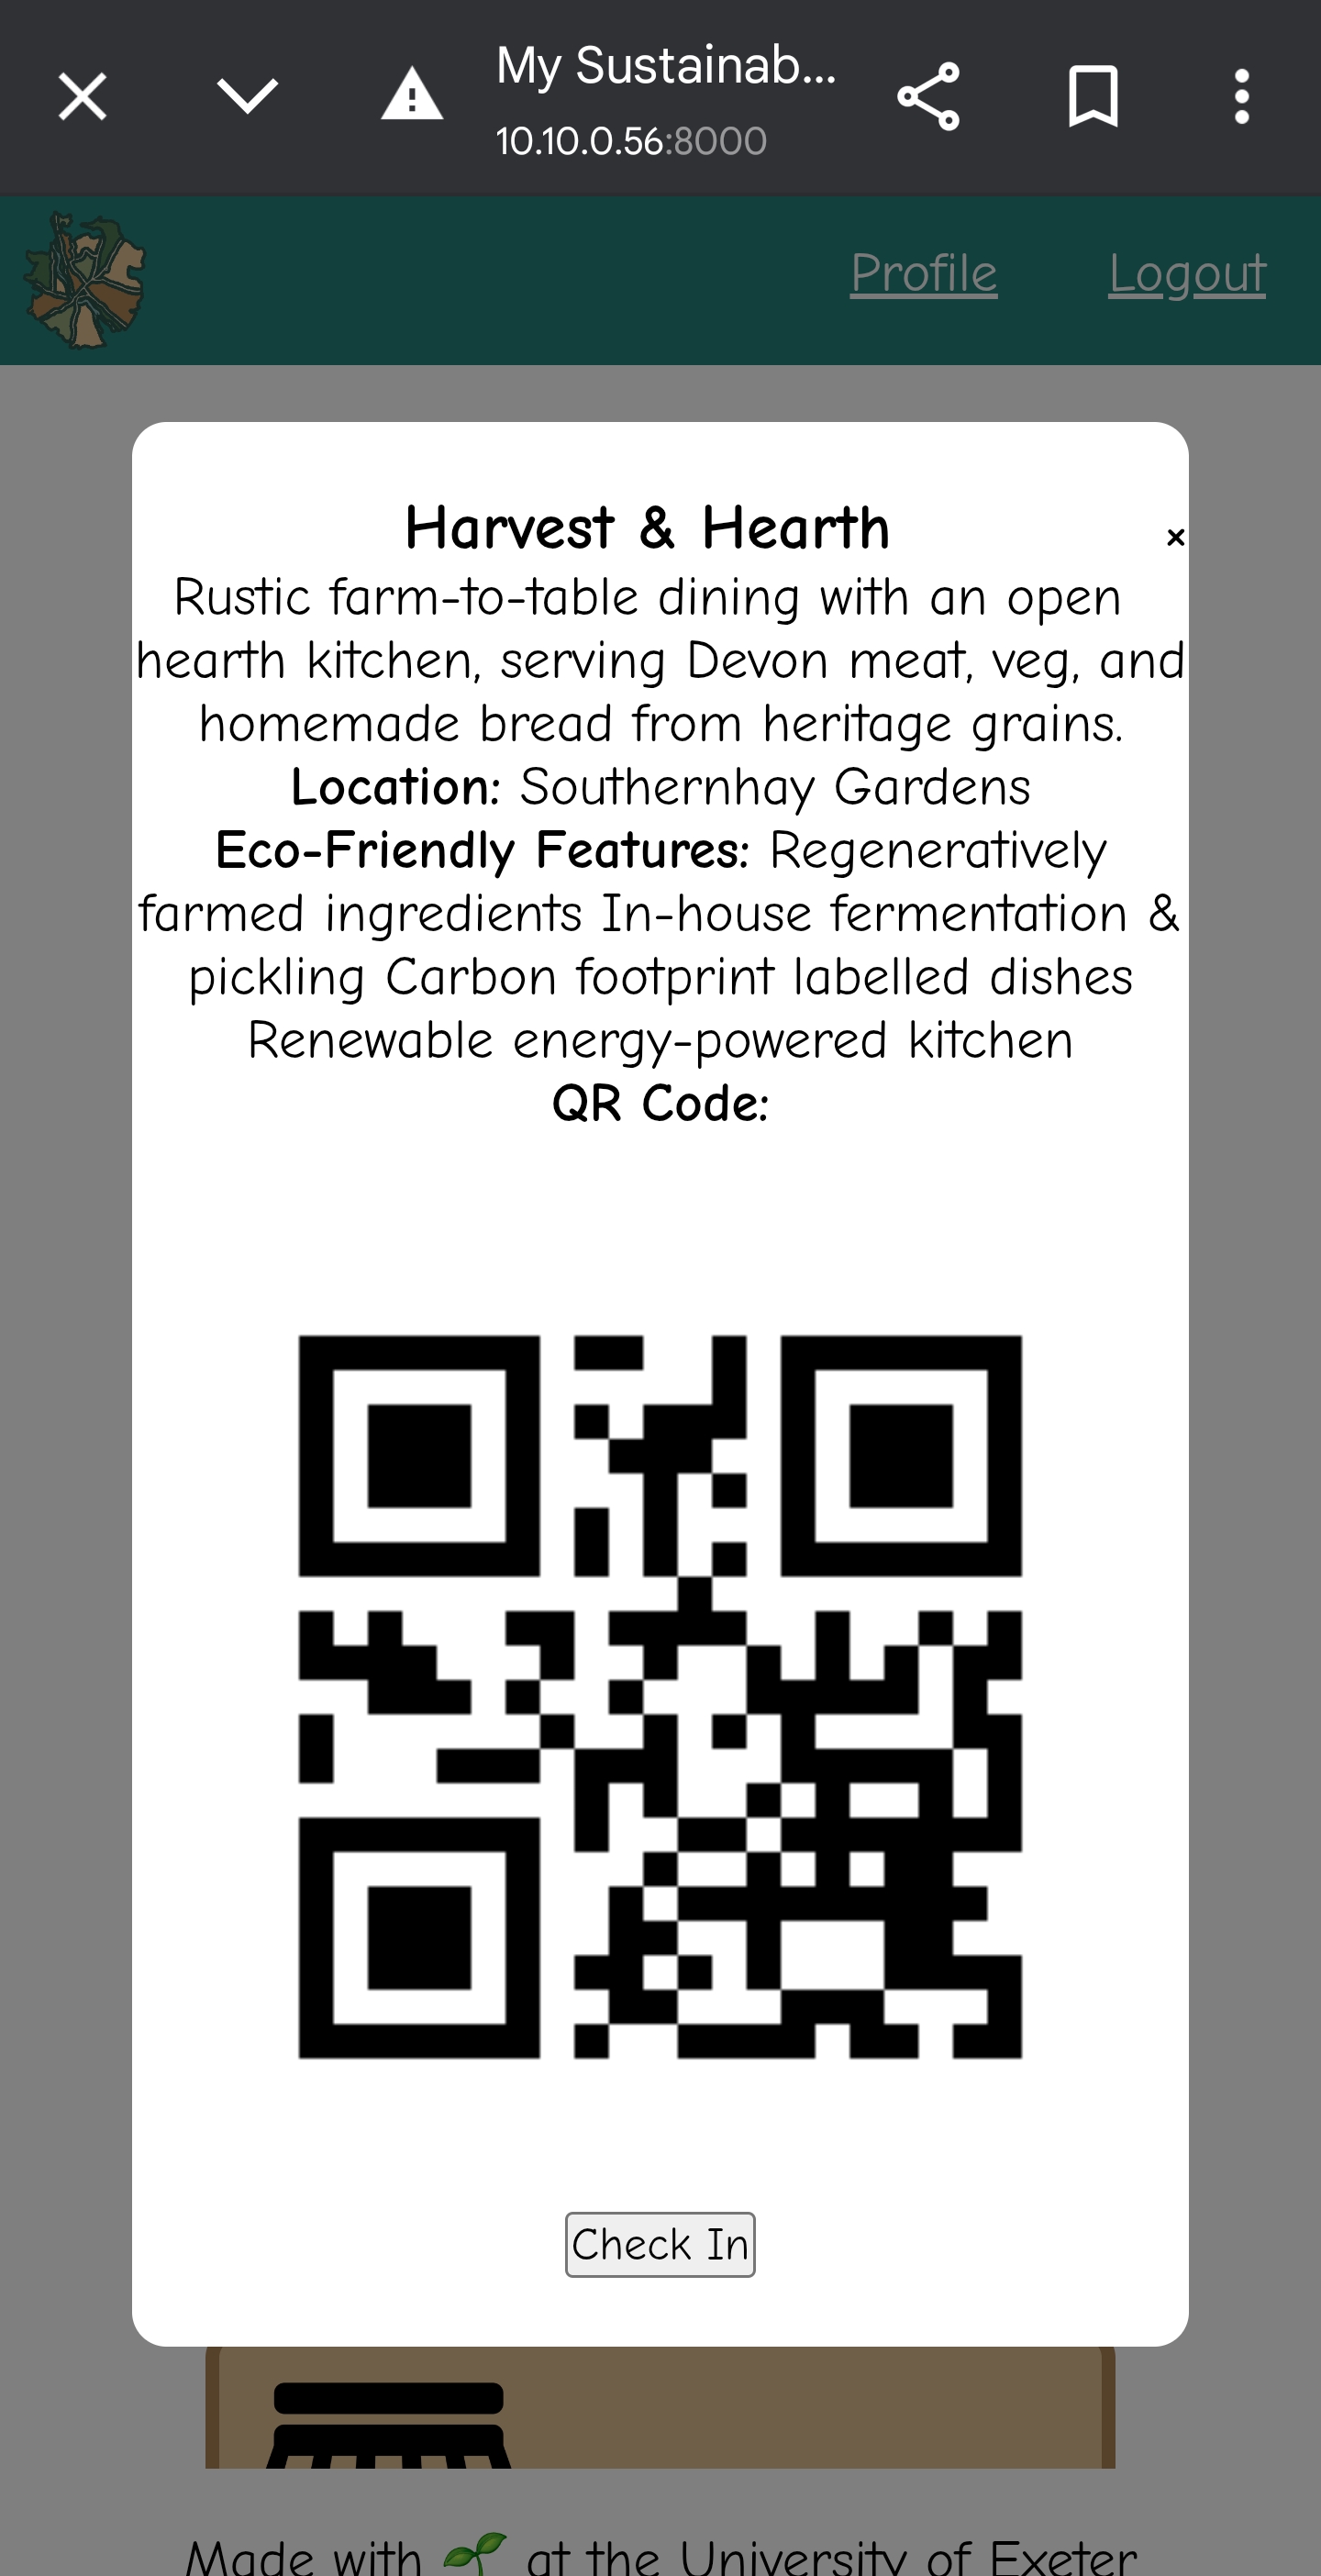 My Sustainab...
10.10.0.56:8000
Profile Logout
Harvest & Hearth ×
Rustic farm-to-table dining with an open
hearth kitchen, serving Devon meat, veg, and
homemade bread from heritage grains.
Location: Southernhay Gardens
Eco-Friendly Features: Regeneratively
farmed ingredients In-house fermentation &
pickling Carbon footprint labelled dishes
Renewable energy-powered kitchen
QR Code:
Check In
Made with 🌱 at the University of Exeter